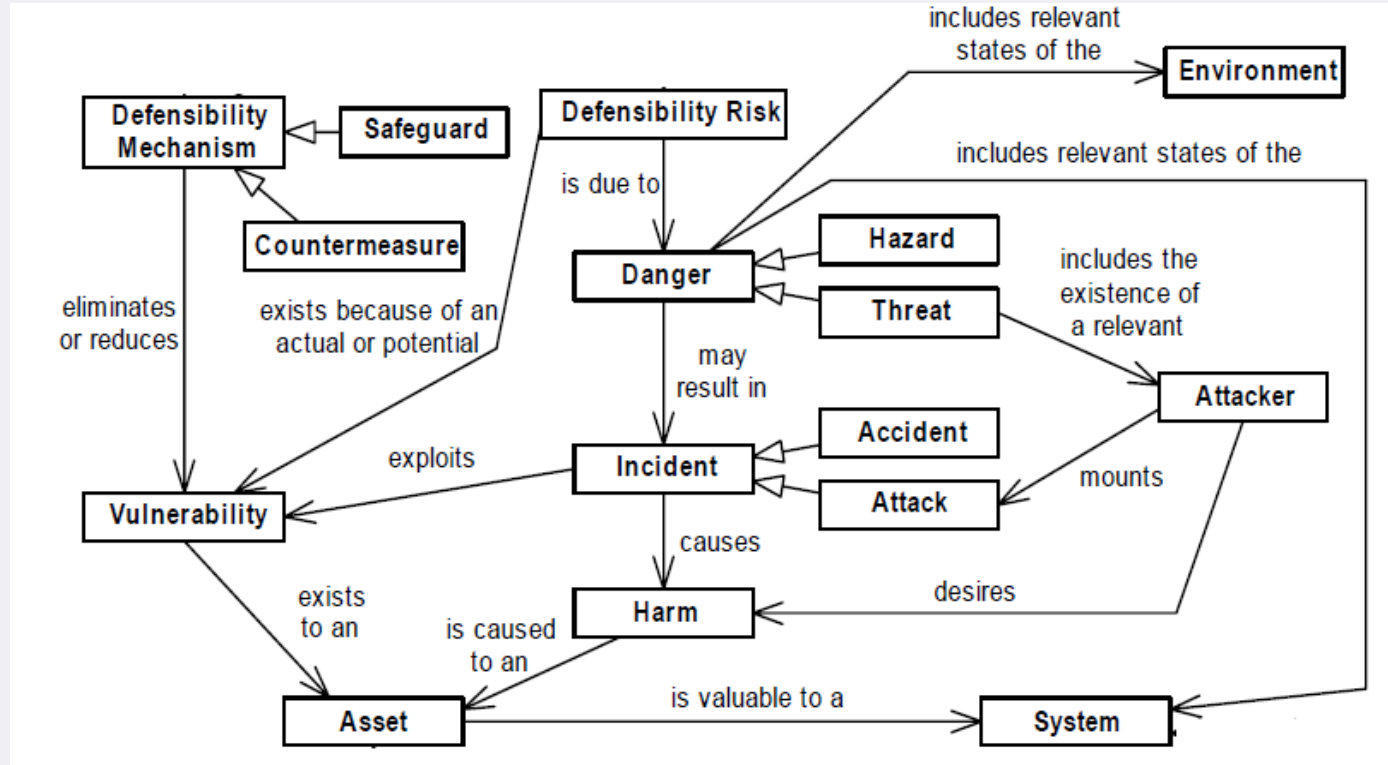 includes relevant
states of the
Environment
Defensibility
Mechanism
Safeguard
Defensibility Risk
includes relevant states of the
is due to
Countermeasure
Hazard
Danger
includes the
existence of
a relevant
eliminates
or reduces
exists because of an
actual or potential
Threat
may
result in
Attacker
Accident
exploits
Incident
mounts
Vulnerability
Attack
causes
desires
exists
to an
Harm
is caused
to an
is valuable to a
Asset
System